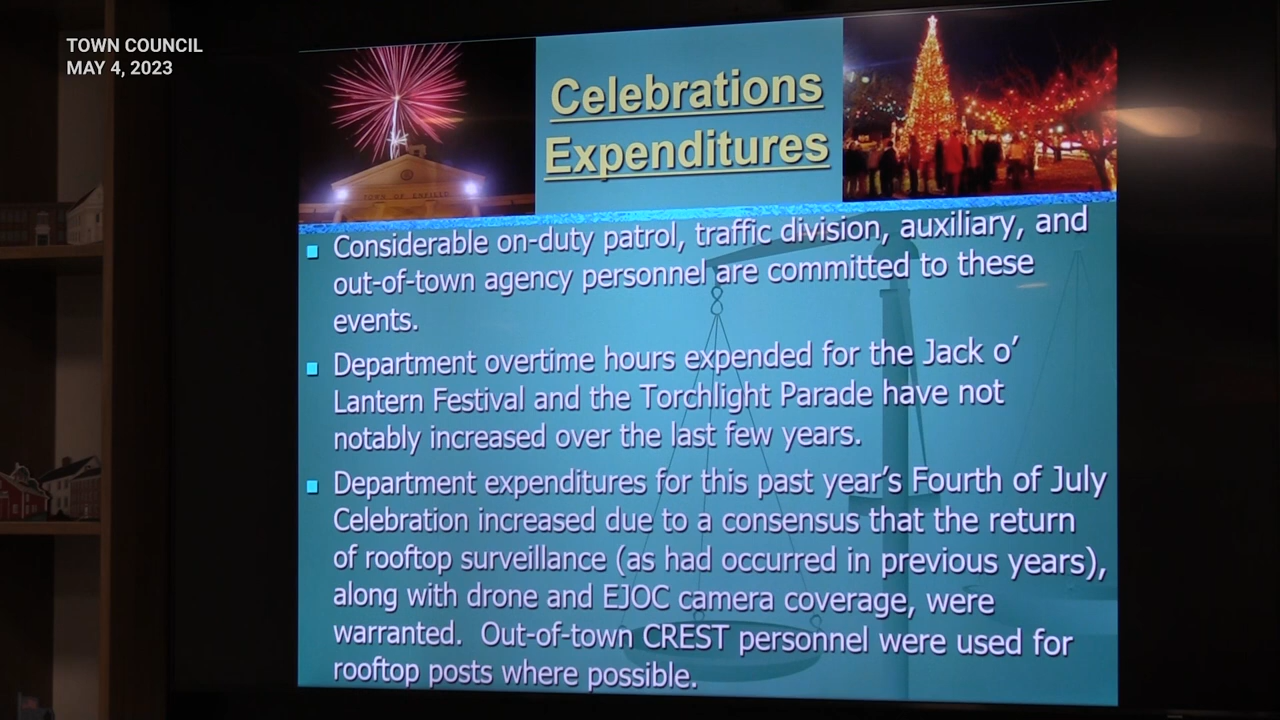 TOWN COUNCIL
MAY 4, 2023
Celebrations
Expenditures
TOWN OF ENFIELD
Considerable on-duty patrol, traffic division, auxiliary, and
out-of-town agency personnel are committed to these
events.
Department overtime hours expended for the Jack o’
Lantern Festival and the Torchlight Parade have not
notably increased over the last few years.
Department expenditures for this past year’s Fourth of July
Celebration increased due to a consensus that the return
of rooftop surveillance (as had occurred in previous years),
along with drone and EJOC camera coverage, were
warranted.  Out-of-town CREST personnel were used for
rooftop posts where possible.